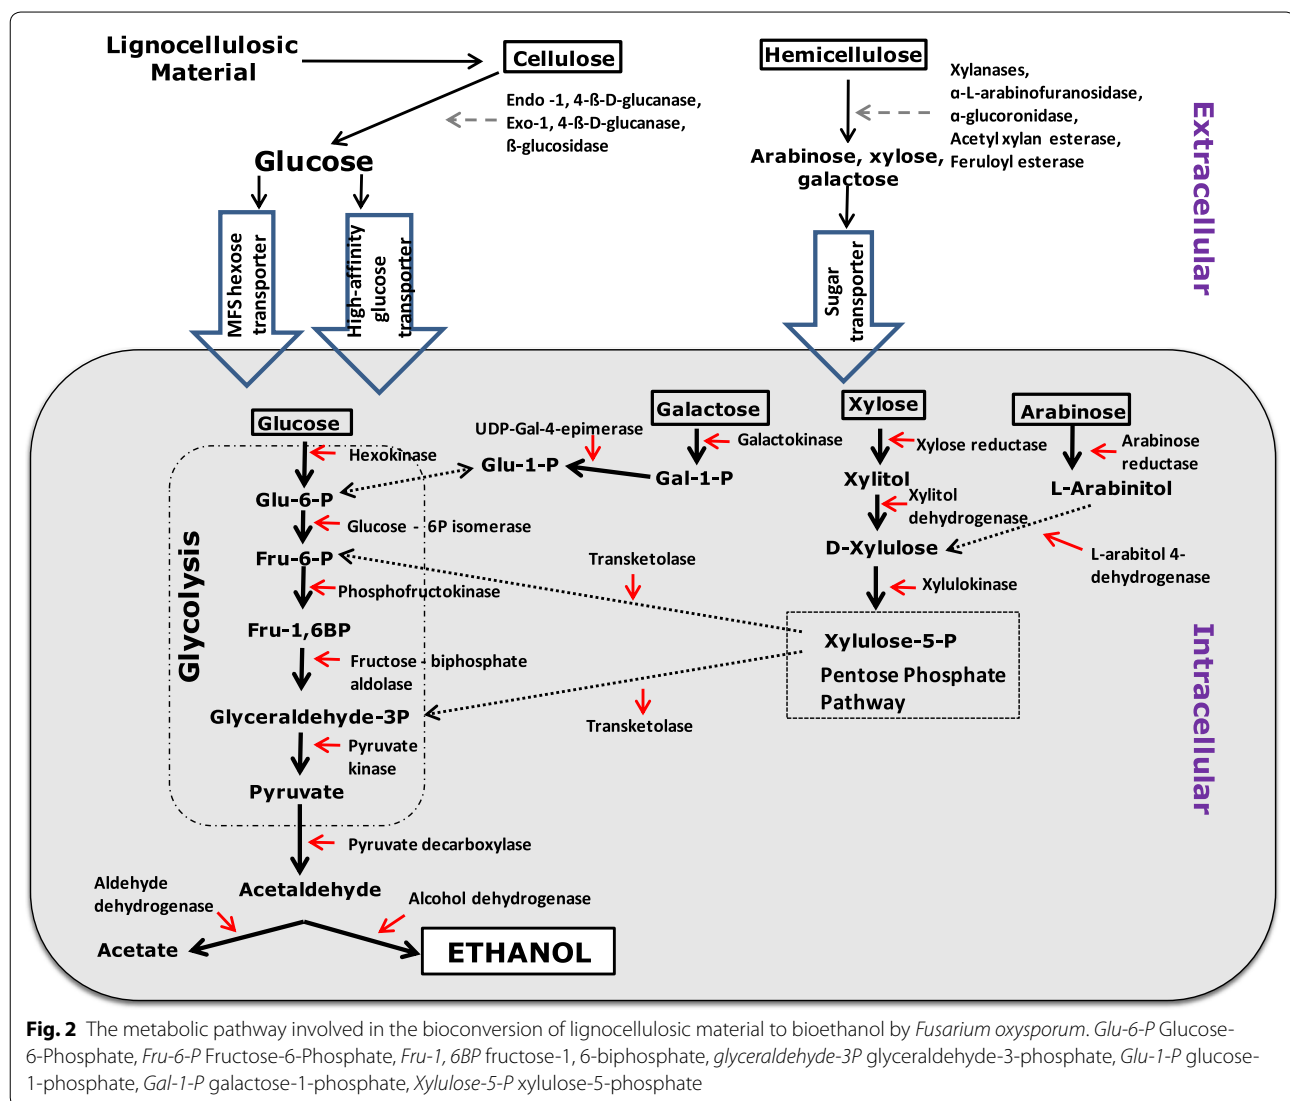 Lignocellulosic
Material
Cellulose
Hemicellulose
Endo -1, 4-ß-D-glucanase,
Exo-1, 4-ß-D-glucanase,
ß-glucosidase
Xylanases,
α-L-arabinofuranosidase,
α-glucoronidase,
Acetyl xylan esterase,
Feruloyl esterase
Glucose
Arabinose, xylose,
galactose
Extracellular
MFS hexose
transporter
High-affinity
glucose
transporter
Sugar
transporter
Glucose
Galactose
Xylose
Arabinose
Hexokinase
UDP-Gal-4-epimerase
Galactokinase
Xylose reductase
Arabinose
reductase
Glu-6-P
Glu-1-P
Gal-1-P
Xylitol
L-Arabinitol
Glucose - 6P isomerase
Xylitol
dehydrogenase
Fru-6-P
Transketolase
D-Xylulose
L-arabitol 4-
dehydrogenase
Phosphofructokinase
Xylulokinase
Glycolysis
Fru-1,6BP
Xylulose-5-P
Pentose Phosphate
Pathway
Intracellular
Fructose - biphosphate
aldolase
Glyceraldehyde-3P
Transketolase
Pyruvate
kinase
Pyruvate
Pyruvate decarboxylase
Acetaldehyde
Aldehyde
dehydrogenase
Alcohol dehydrogenase
Acetate
ETHANOL
Fig. 2 The metabolic pathway involved in the bioconversion of lignocellulosic material to bioethanol by Fusarium oxysporum. Glu-6-P Glucose-
6-Phosphate, Fru-6-P Fructose-6-Phosphate, Fru-1, 6BP fructose-1, 6-biphosphate, glyceraldehyde-3P glyceraldehyde-3-phosphate, Glu-1-P glucose-
1-phosphate, Gal-1-P galactose-1-phosphate, Xylulose-5-P xylulose-5-phosphate